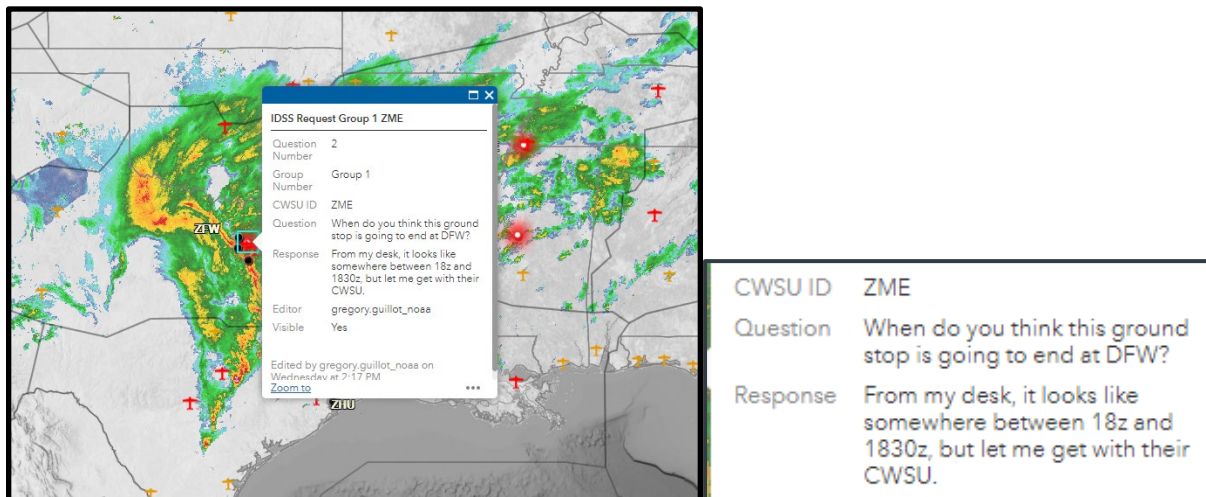 IDSS Request Group 1 ZME
Question Number 2
Group Number Group 1
CWSU ID ZME
Question When do you think this ground
stop is going to end at DFW?
Response From my desk, it looks like
somewhere between 18z and
1830z, but let me get with their
CWSU.
Editor gregory.guillot_noaa
Visible Yes
Edited by gregory.guillot_noaa on
Wednesday at 2:17 PM
Zoom to
ZFW
ZHU
CWSU ID ZME
Question When do you think this ground
stop is going to end at DFW?
Response From my desk, it looks like
somewhere between 18z and
1830z, but let me get with their
CWSU.